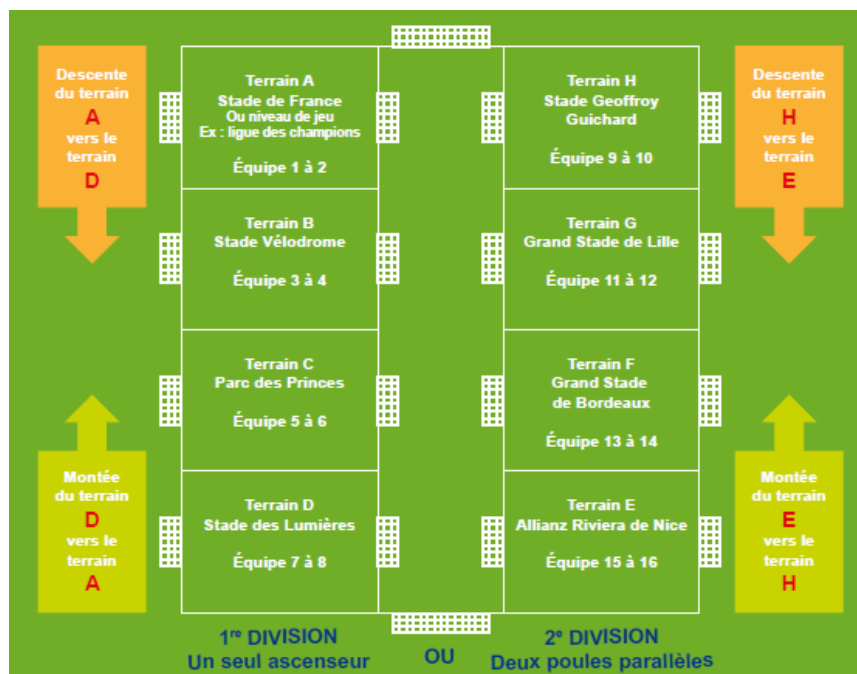 Descente
du terrain
A
vers le
terrain
D
Terrain A
Stade de France
Ou niveau de jeu
Ex : ligue des champions
Équipe 1 à 2
Terrain H
Stade Geoffroy
Guichard
Équipe 9 à 10
Descente
du terrain
H
vers le
terrain
E
Terrain B
Stade Vélodrome
Équipe 3 à 4
Terrain G
Grand Stade de Lille
Équipe 11 à 12
Terrain C
Parc des Princes
Équipe 5 à 6
Terrain F
Grand Stade
de Bordeaux
Équipe 13 à 14
Montée
du terrain
D
vers le
terrain
A
Terrain D
Stade des Lumières
Équipe 7 à 8
Terrain E
Allianz Riviera de Nice
Équipe 15 à 16
Montée
du terrain
E
vers le
terrain
H
1re DIVISION
Un seul ascenseur
OU
2e DIVISION
Deux poules parallèles